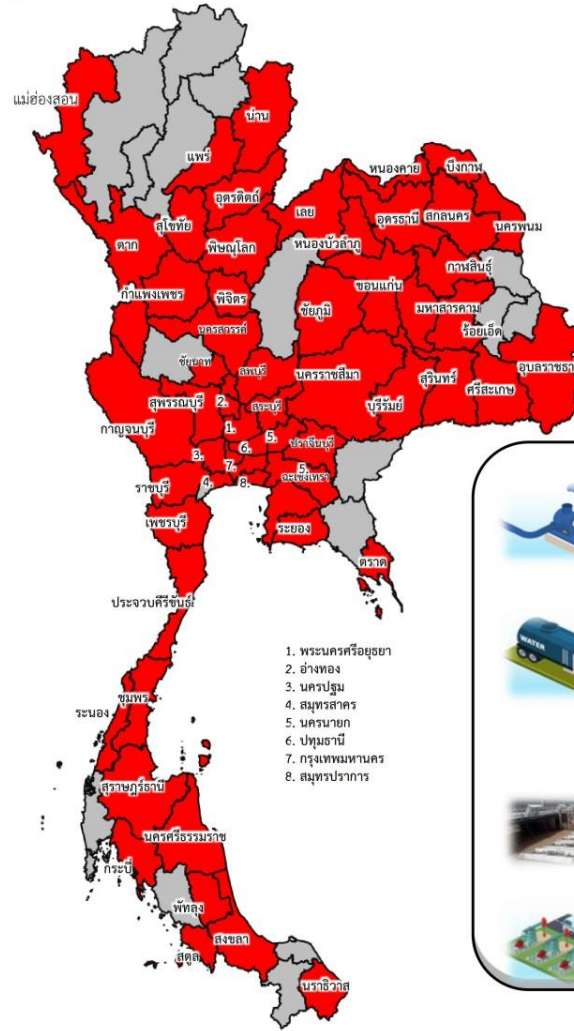 แม่ฮ่องสอน
น่าน
แพร่
หนองคาย
บึงกาฬ
อุตรดิตถ์
เลย
อุดรธานี
สกลนคร
สุโขทัย
นครพนม
ตาก
พิษณุโลก
หนองบัวลำภู
กาฬสินธุ์
ขอนแก่น
กำแพงเพชร
พิจิตร
ชัยภูมิ
มหาสารคาม
นครสวรรค์
ร้อยเอ็ด
ชัยนาท
ลพบุรี
นครราชสีมา
สุรินทร์
ศรีสะเกษ
อุบลราชธา
สุพรรณบุรี
2.
สระบุรี
บุรีรัมย์
กาญจนบุรี
1.
5.
ปราจีนบุรี
6.
3.
7.
5.
ฉะเชิงเทรา
ราชบุรี
4.
8.
เพชรบุรี
ระยอง
ตราด
ประจวบคีรีขันธ์
WATER
1. พระนครศรีอยุธยา
2. อ่างทอง
3. นครปฐม
4. สมุทรสาคร
5. นครนายก
6. ปทุมธานี
7. กรุงเทพมหานคร
8. สมุทรปราการ
ชุมพร
ระนอง
สุราษฎร์ธานี
นครศรีธรรมราช
กระบี่
พัทลุง
สงขลา
สตูล
นราธิวาส